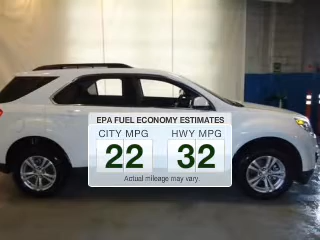 EPA FUEL ECONOMY ESTIMATES
CITY MPG HWY MPG
22 32
Actual mileage may vary.